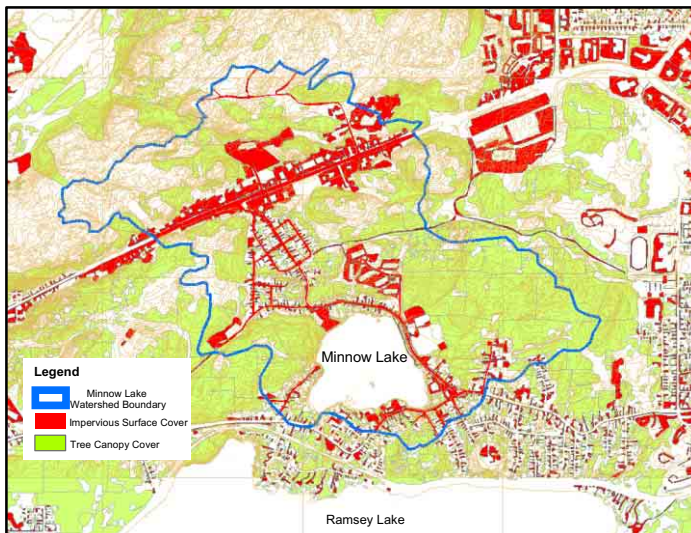 Minnow Lake
Legend
Minnow Lake
Watershed Boundary
Impervious Surface Cover
Tree Canopy Cover
Ramsey Lake